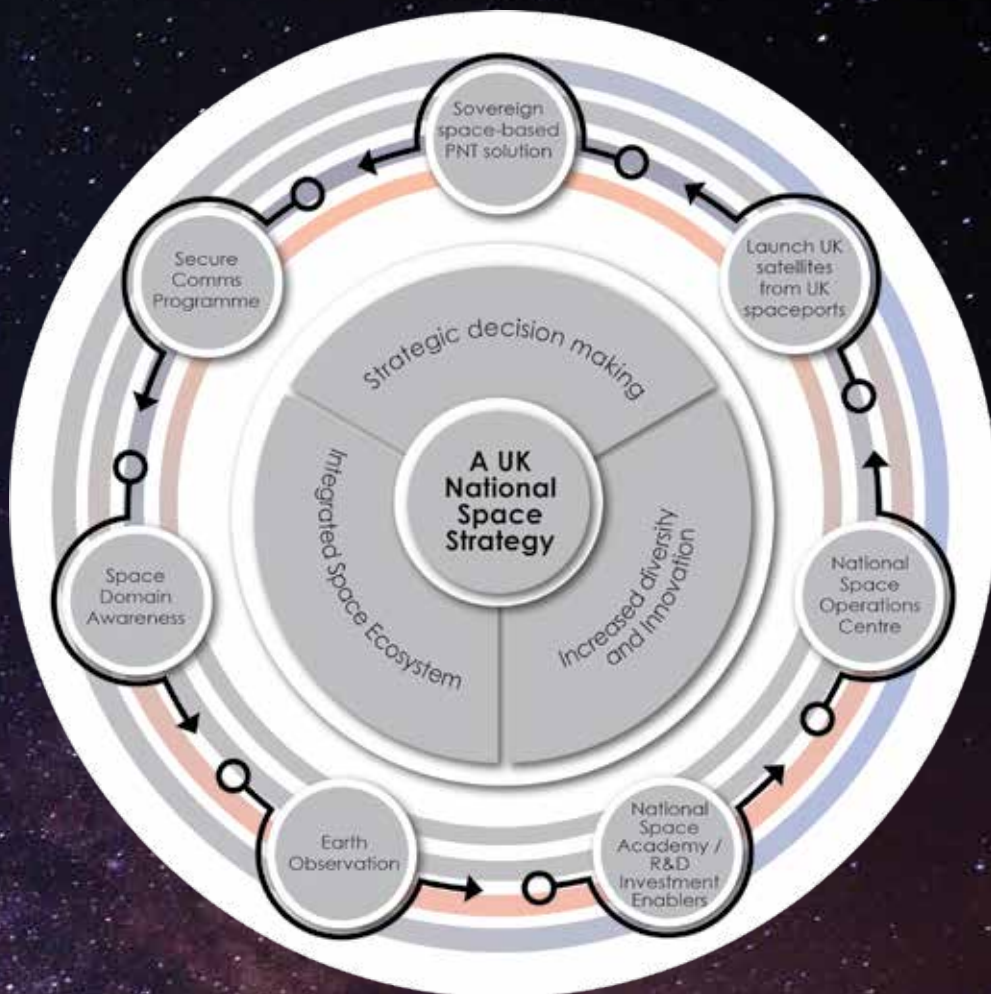 Sovereign
space-based
PNT solution
Secure
Comms
Programme
Launch UK
satellites
from UK
spaceports
Strategic decision making
A UK
National
Space
Strategy
Integrated Space Ecosystem
Increased diversity
and Innovation
Space
Domain
Awareness
National
Space
Operations
Centre
Earth
Observation
National
Space
Academy /
R&D
Investment
Enablers